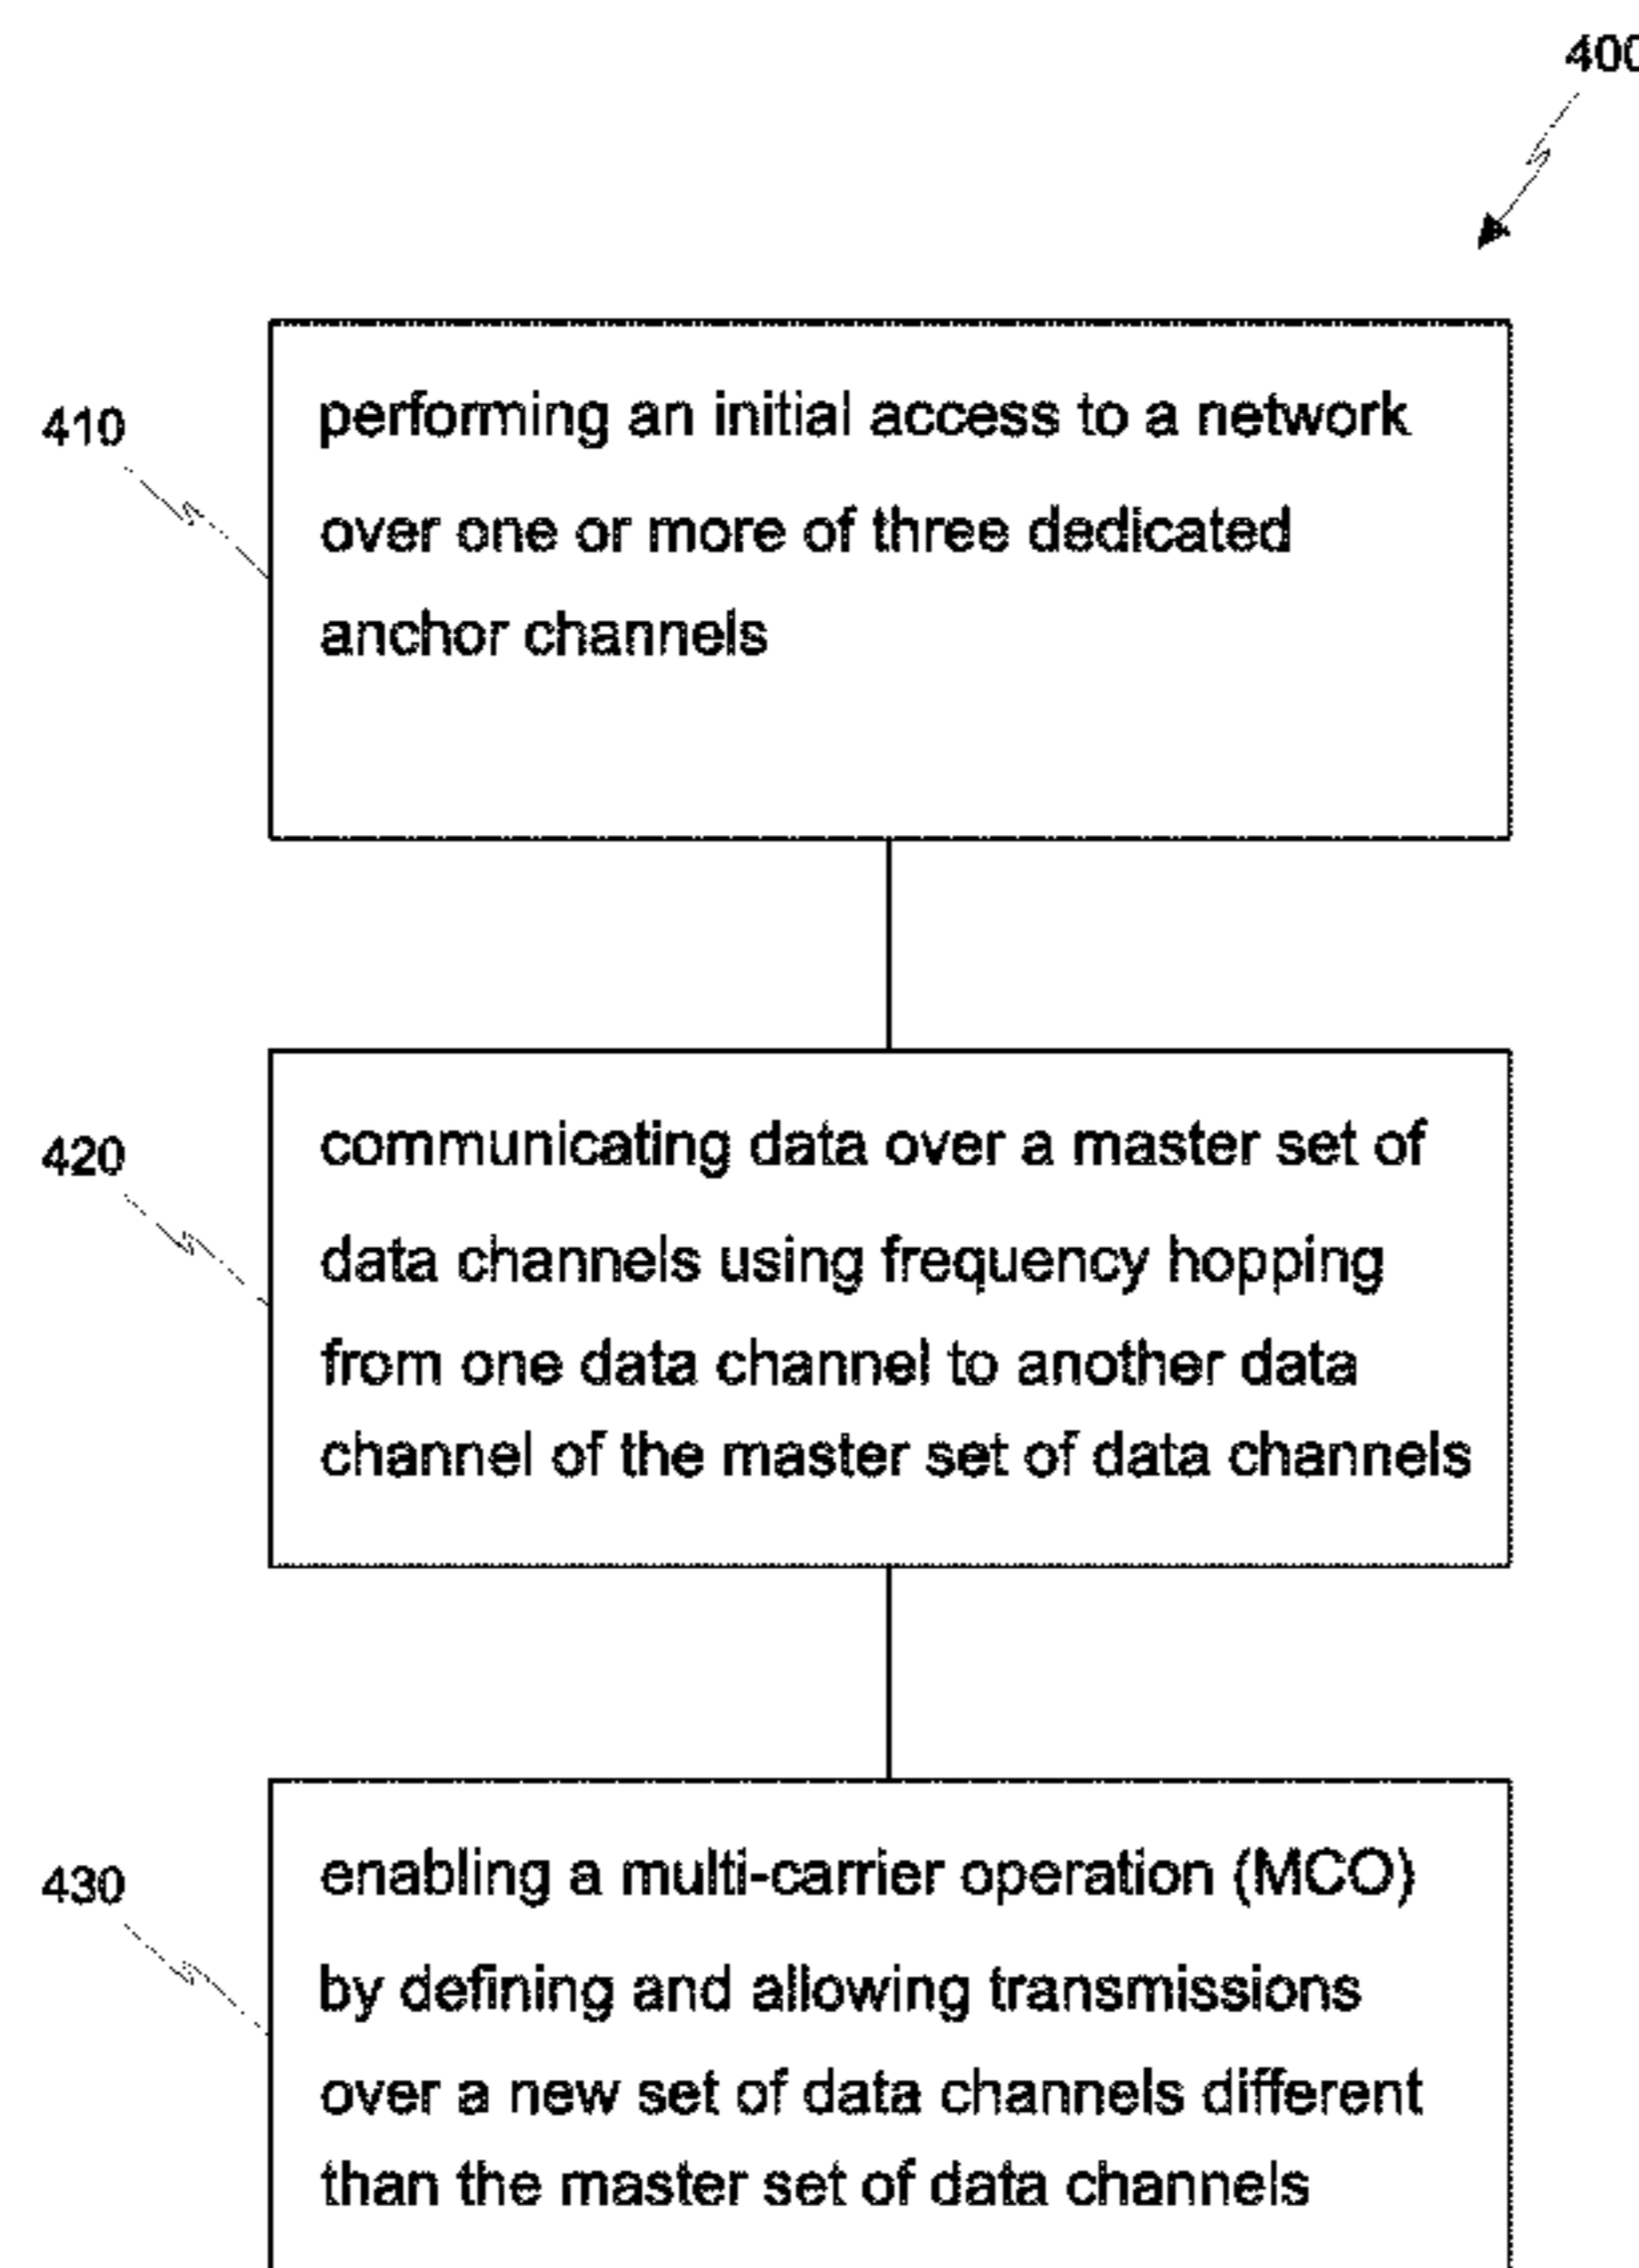 400
410
performing an initial access to a network
over one or more of three dedicated
anchor channels
420
communicating data over a master set of
data channels using frequency hopping
from one data channel to another data
channel of the master set of data channels
430
enabling a multi-carrier operation (MCO)
by defining and allowing transmissions
over a new set of data channels different
than the master set of data channels